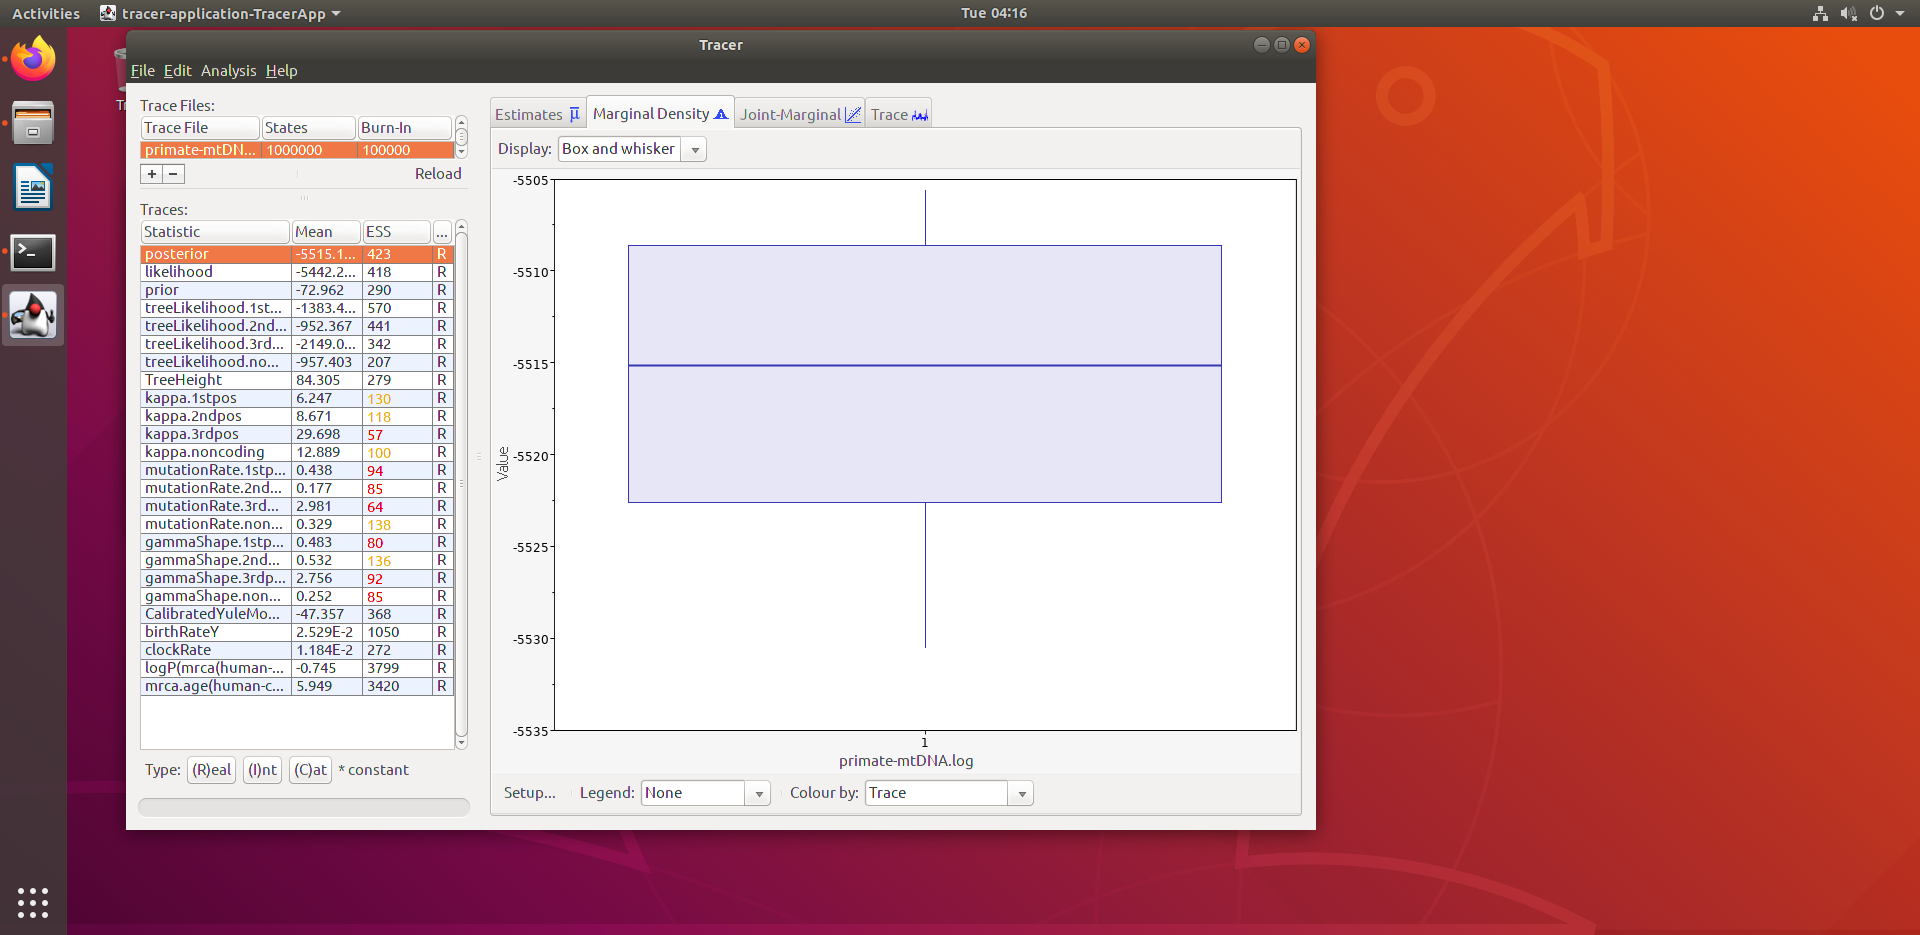 Activities tracer-application-TracerApp Tue 04:16
Tracer
File Edit Analysis Help
Trace Files:
Trace File States Burn-In
primate-mtDN... 1000000 100000
+ − Reload
Traces:
Statistic Mean ESS ...
posterior -5515.1... 423 R
likelihood -5442.2... 418 R
prior -72.962 290 R
treeLikelihood.1st... -1383.4... 570 R
treeLikelihood.2nd... -952.367 441 R
treeLikelihood.3rd... -2149.0... 342 R
treeLikelihood.no... -957.403 207 R
TreeHeight 84.305 279 R
kappa.1stpos 6.247 130 R
kappa.2ndpos 8.671 118 R
kappa.3rdpos 29.698 57 R
kappa.noncoding 12.889 100 R
mutationRate.1stp... 0.438 94 R
mutationRate.2nd... 0.177 85 R
mutationRate.3rd... 2.981 64 R
mutationRate.non... 0.329 138 R
gammaShape.1stp... 0.483 80 R
gammaShape.2nd... 0.532 136 R
gammaShape.3rdp... 2.756 92 R
gammaShape.non... 0.252 85 R
CalibratedYuleMo... -47.357 368 R
birthRateY 2.529E-2 1050 R
clockRate 1.184E-2 272 R
logP(mrca(human-... -0.745 3799 R
mrca.age(human-c... 5.949 3420 R
Type: (R)eal (I)nt (C)at * constant
Estimates μ Marginal Density Joint-Marginal Trace
Display: Box and whisker
-5505
-5510
-5515
-5520
-5525
-5530
-5535
Value
1
primate-mtDNA.log
Setup... Legend: None Colour by: Trace